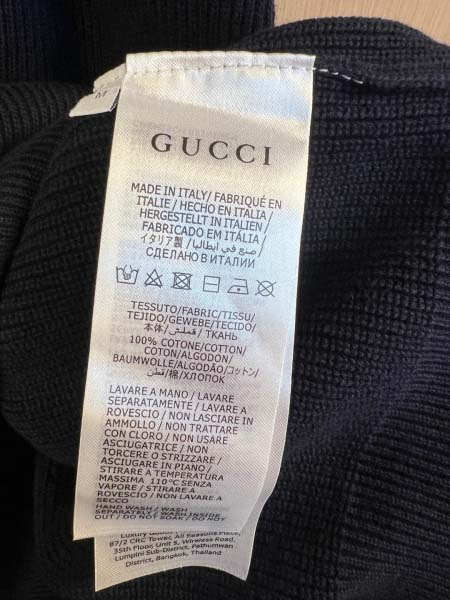 M
GUCCI
MADE IN ITALY/ FABRIQUÉ EN
ITALIE / HECHO EN ITALIA/
HERGESTELLT IN ITALIEN/
FABRICADO EM ITÁLIA/
イタリア製 / صنع في ايطاليا/
СДЕЛАНО В ИТАЛИИ
TESSUTO/FABRIC/TISSU/
TEJIDO/GEWEBE/TECIDO/
本体/ قماش/ ТКАНЬ
100% COTONE/COTTON/
COTON/ALGODON/
BAUMWOLLE/ALGODAO/コットン/
قطن/棉/ХЛОПОК
LAVARE A MANO / LAVARE
SEPARATAMENTE / LAVARE A
ROVESCIO / NON LASCIARE IN
AMMOLLO / NON TRATTARE
CON CLORO / NON USARE
ASCIUGATRICE / NON
TORCERE O STRIZZARE /
ASCIUGARE IN PIANO /
STIRARE A TEMPERATURA
MASSIMA 110°C SENZA
VAPORE / STIRARE A
ROVESCIO / NON LAVARE A
SECCO
HAND WASH / WASH
SEPARATELY / WASH INSIDE
OUT / DO NOT SOAK / DO NOT
Luxury
87/2 CRC Tower, All Seasons Place,
35th Floor, Unit 5, Wireless Road,
Lumpini Sub-District, Pathumwan
District, Bangkok, Thailand